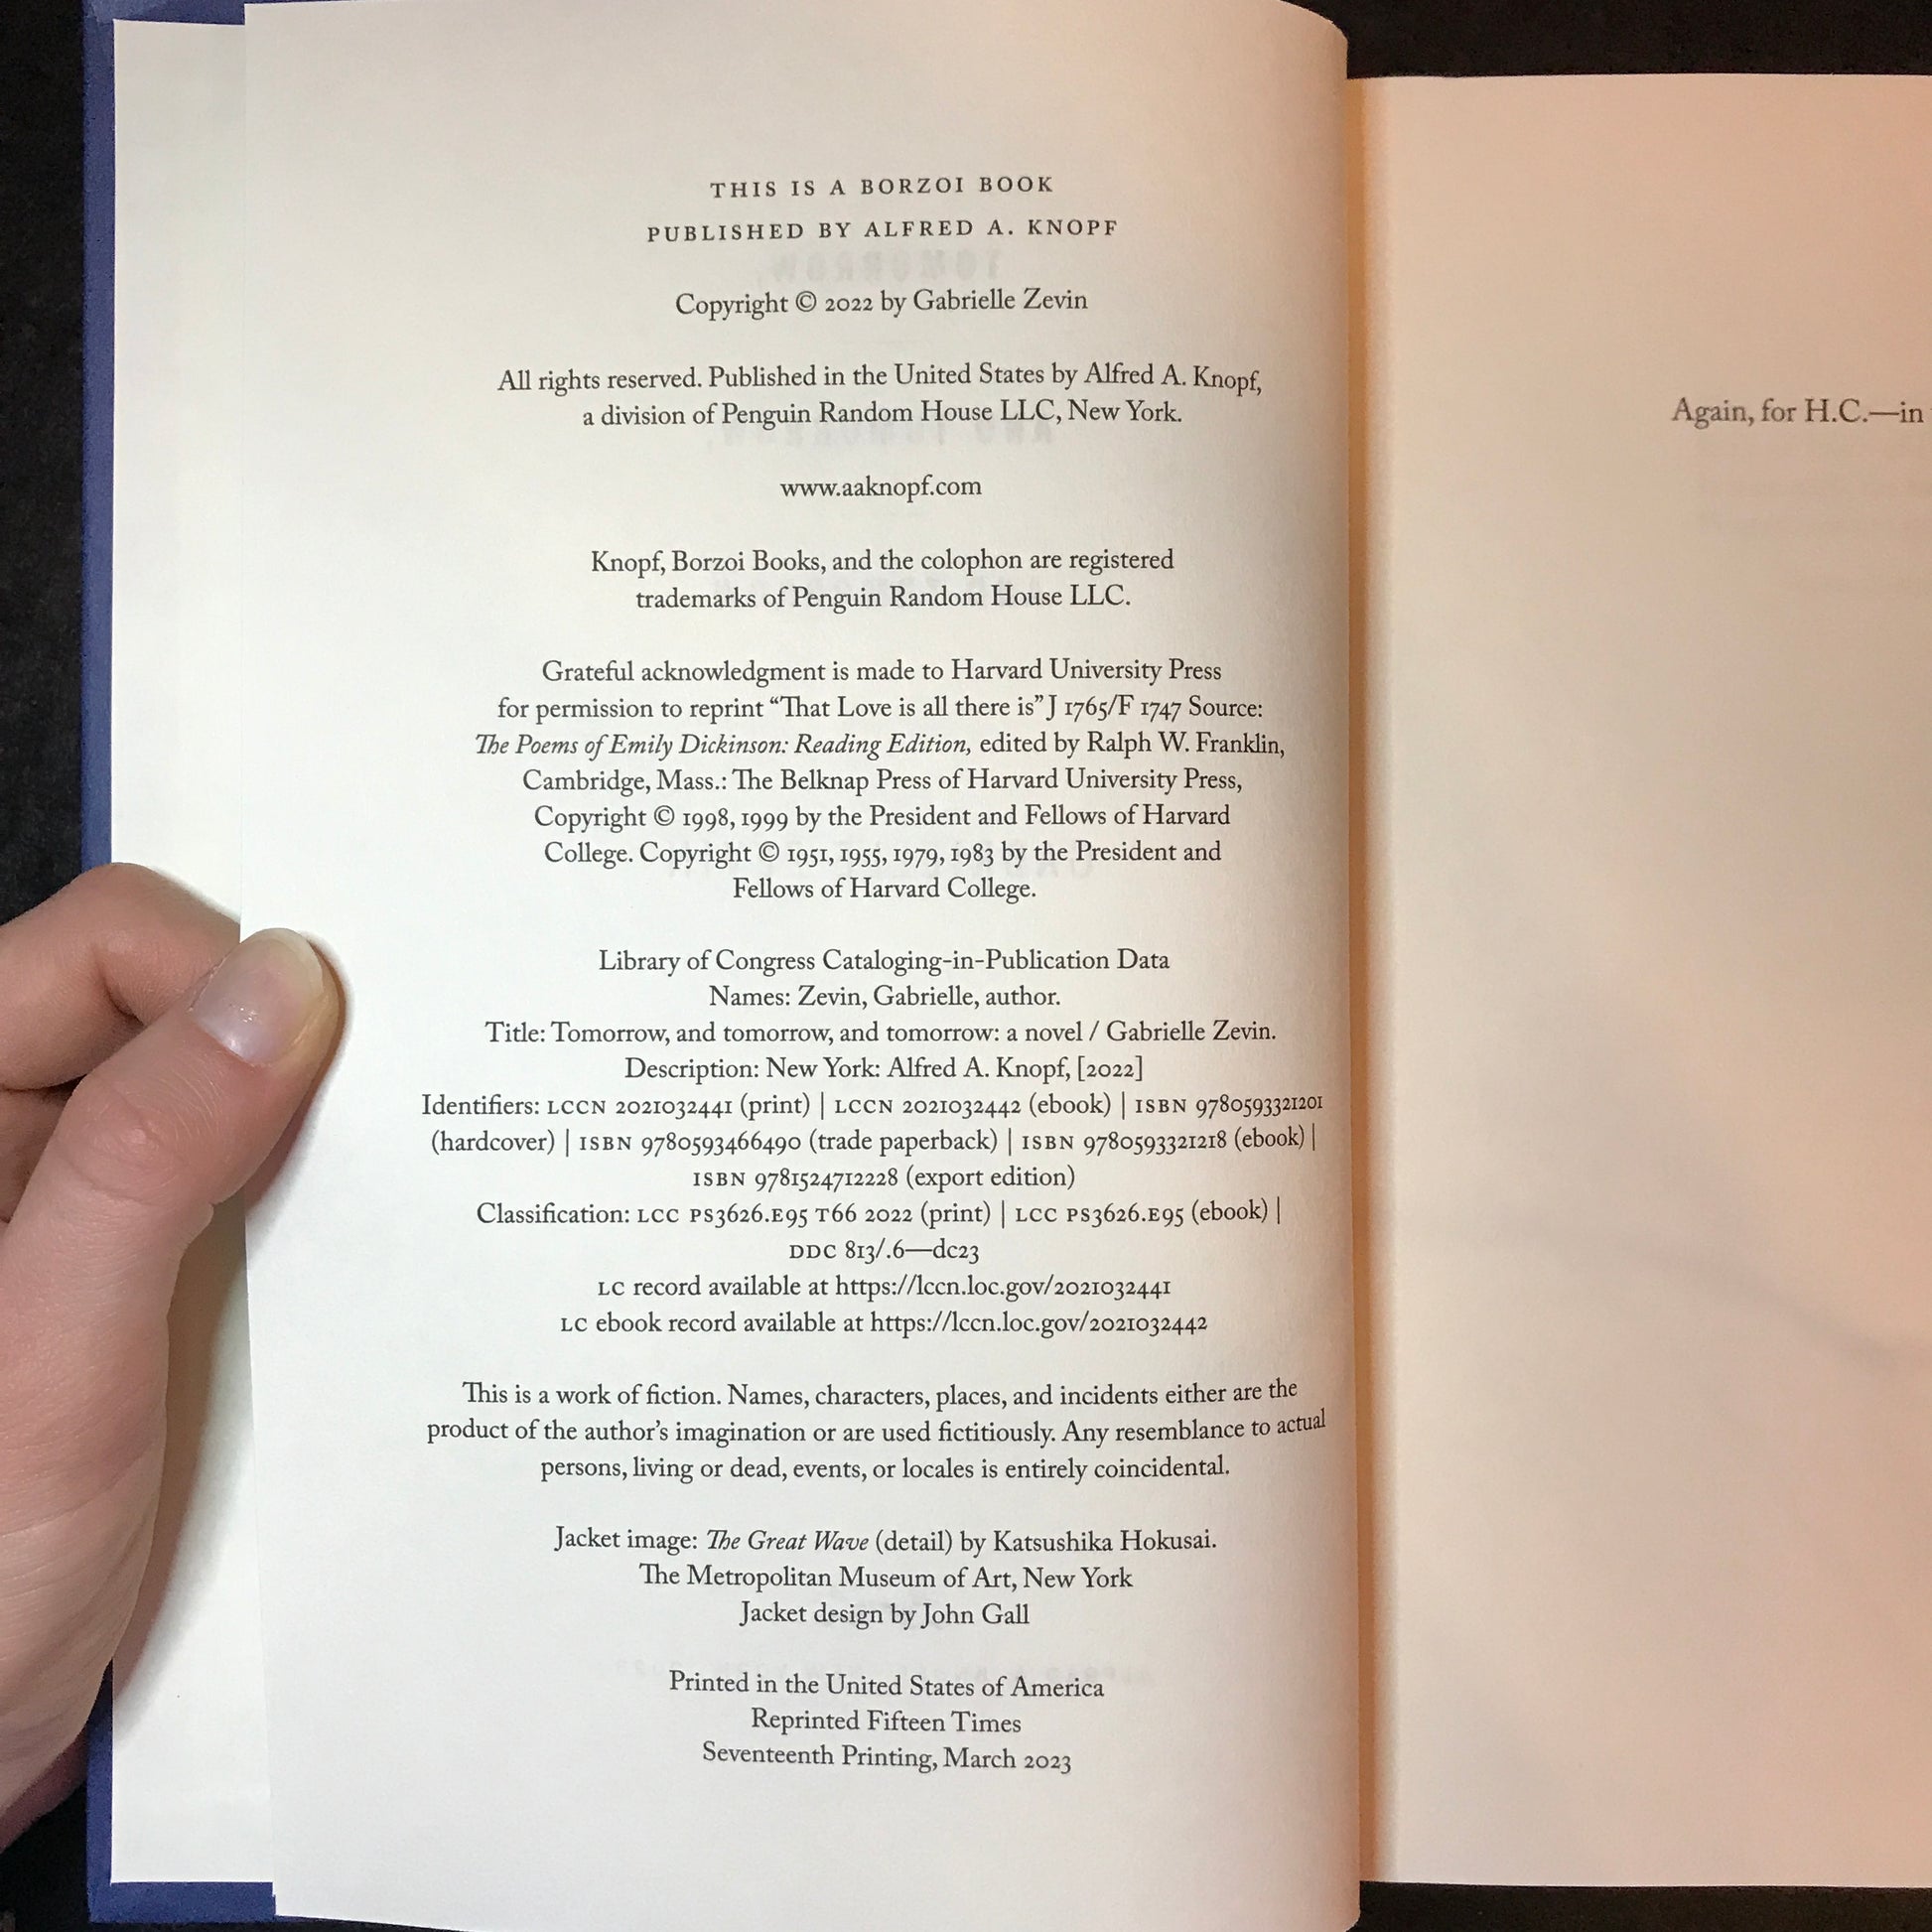 THIS IS A BORZOI BOOK
PUBLISHED BY ALFRED A. KNOPF
Copyright © 2022 by Gabrielle Zevin
All rights reserved. Published in the United States by Alfred A. Knopf,
a division of Penguin Random House LLC, New York.
www.aaknopf.com
Knopf, Borzoi Books, and the colophon are registered
trademarks of Penguin Random House LLC.
Grateful acknowledgment is made to Harvard University Press
for permission to reprint “That Love is all there is” J 1765/F 1747 Source:
The Poems of Emily Dickinson: Reading Edition, edited by Ralph W. Franklin,
Cambridge, Mass.: The Belknap Press of Harvard University Press,
Copyright © 1998, 1999 by the President and Fellows of Harvard
College. Copyright © 1951, 1955, 1979, 1983 by the President and
Fellows of Harvard College.
Library of Congress Cataloging-in-Publication Data
Names: Zevin, Gabrielle, author.
Title: Tomorrow, and tomorrow, and tomorrow: a novel / Gabrielle Zevin.
Description: New York: Alfred A. Knopf, [2022]
Identifiers: LCCN 2021032441 (print) | LCCN 2021032442 (ebook) | ISBN 9780593321201
(hardcover) | ISBN 9780593466490 (trade paperback) | ISBN 9780593321218 (ebook) |
ISBN 9781524712228 (export edition)
Classification: LCC PS3626.E95 T66 2022 (print) | LCC PS3626.E95 (ebook) |
DDC 813/.6—dc23
LC record available at https://lccn.loc.gov/2021032441
LC ebook record available at https://lccn.loc.gov/2021032442
This is a work of fiction. Names, characters, places, and incidents either are the
product of the author’s imagination or are used fictitiously. Any resemblance to actual
persons, living or dead, events, or locales is entirely coincidental.
Jacket image: The Great Wave (detail) by Katsushika Hokusai.
The Metropolitan Museum of Art, New York
Jacket design by John Gall
Printed in the United States of America
Reprinted Fifteen Times
Seventeenth Printing, March 2023
Again, for H.C.—in